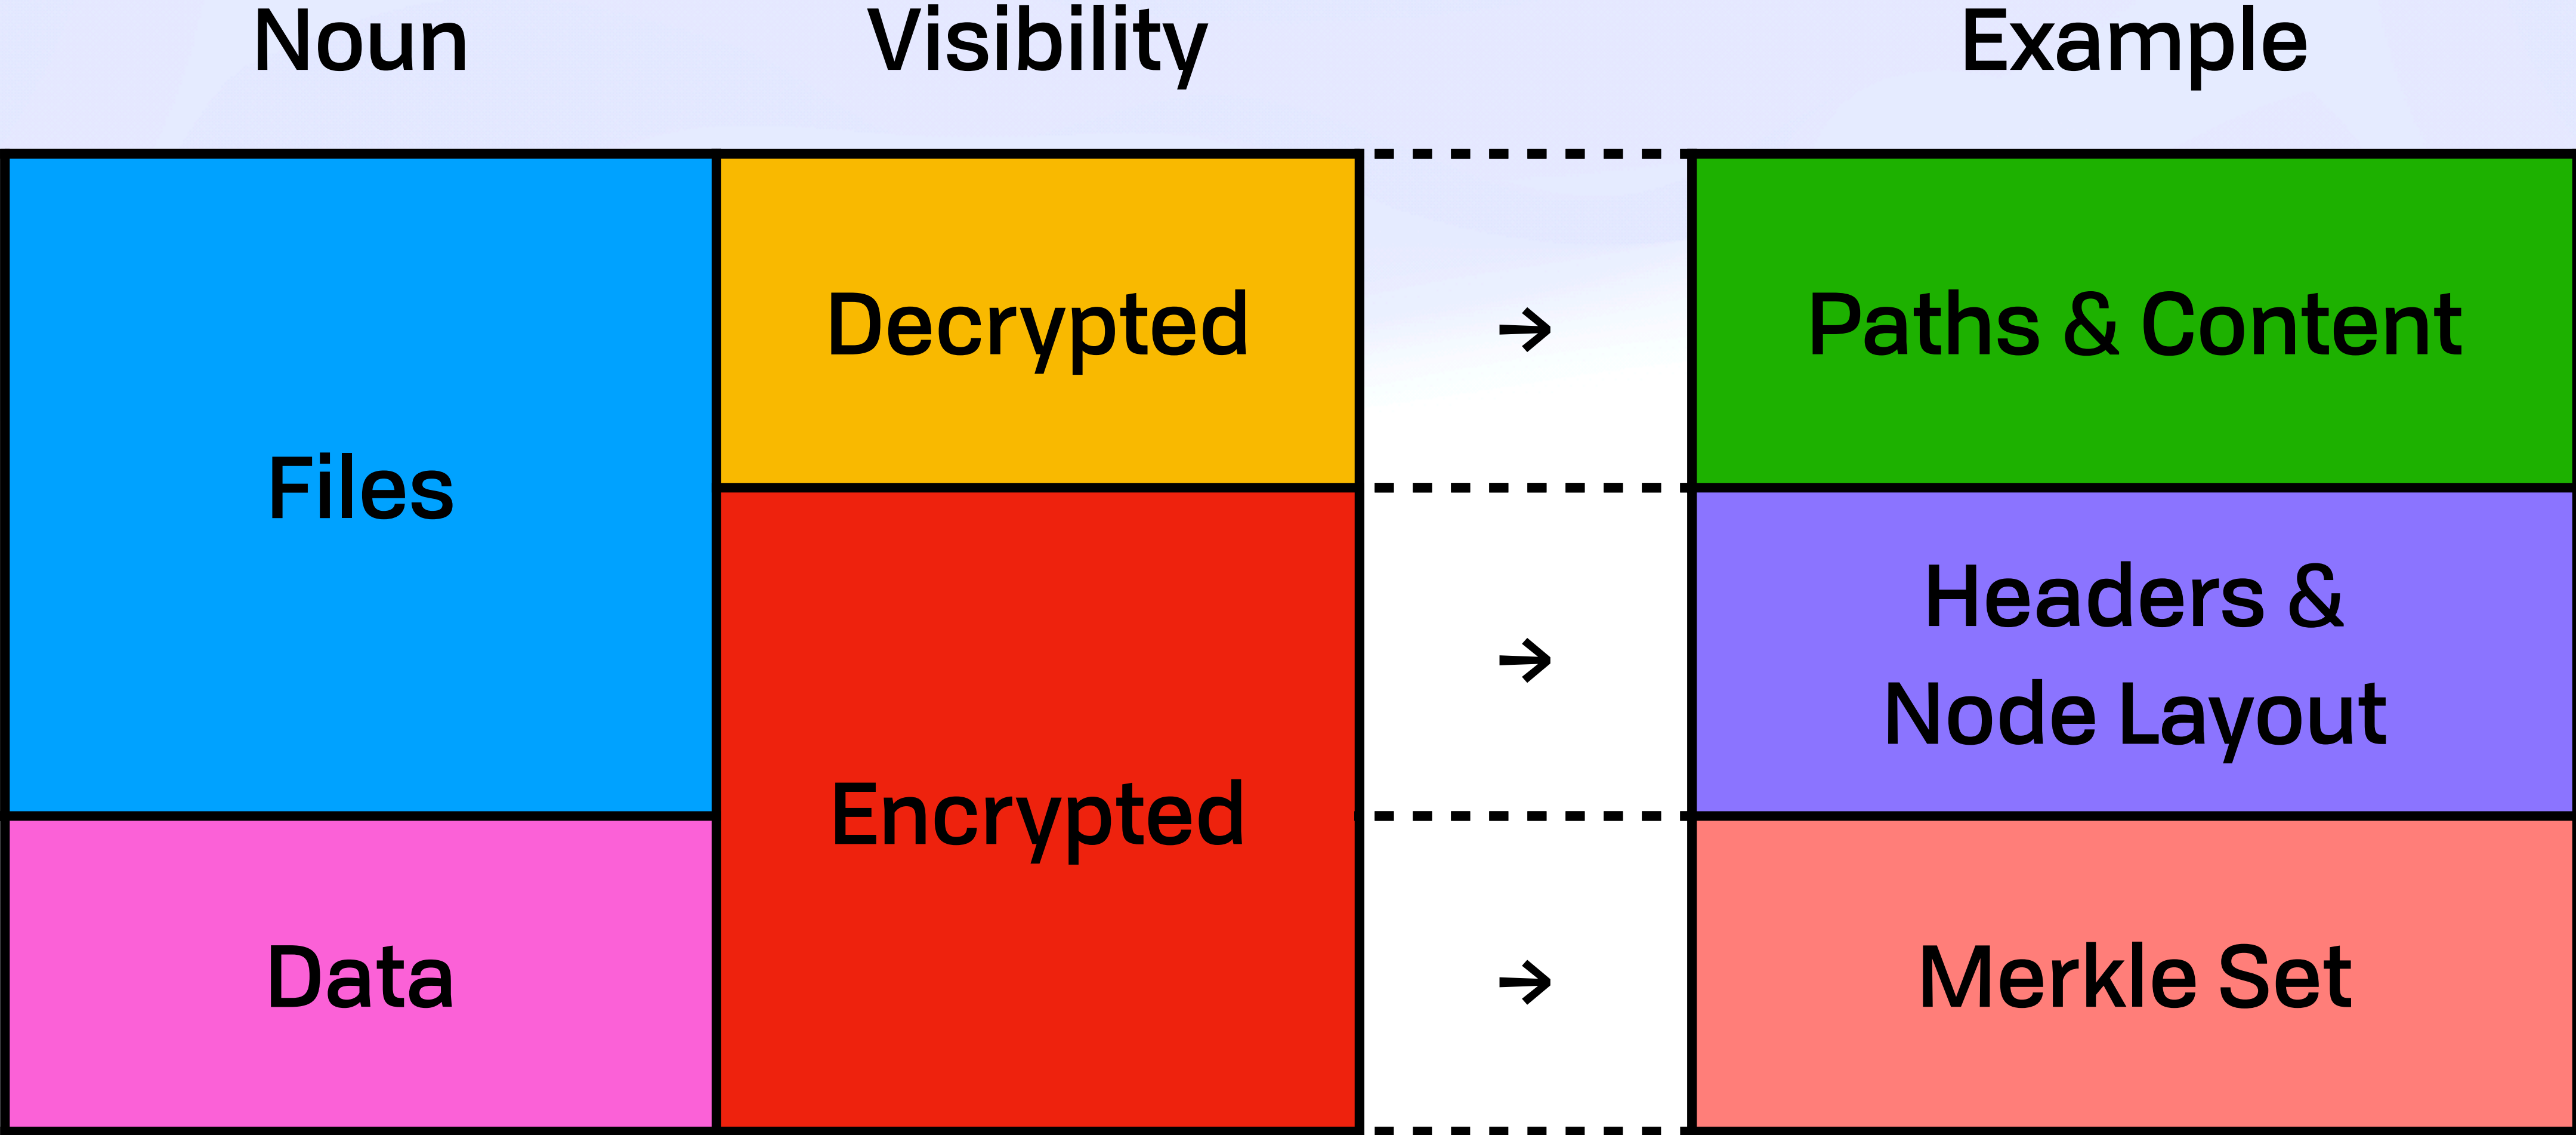 Noun
Visibility
Example
Files
Decrypted
→
Paths & Content
Encrypted
→
Headers &
Node Layout
Data
→
Merkle Set